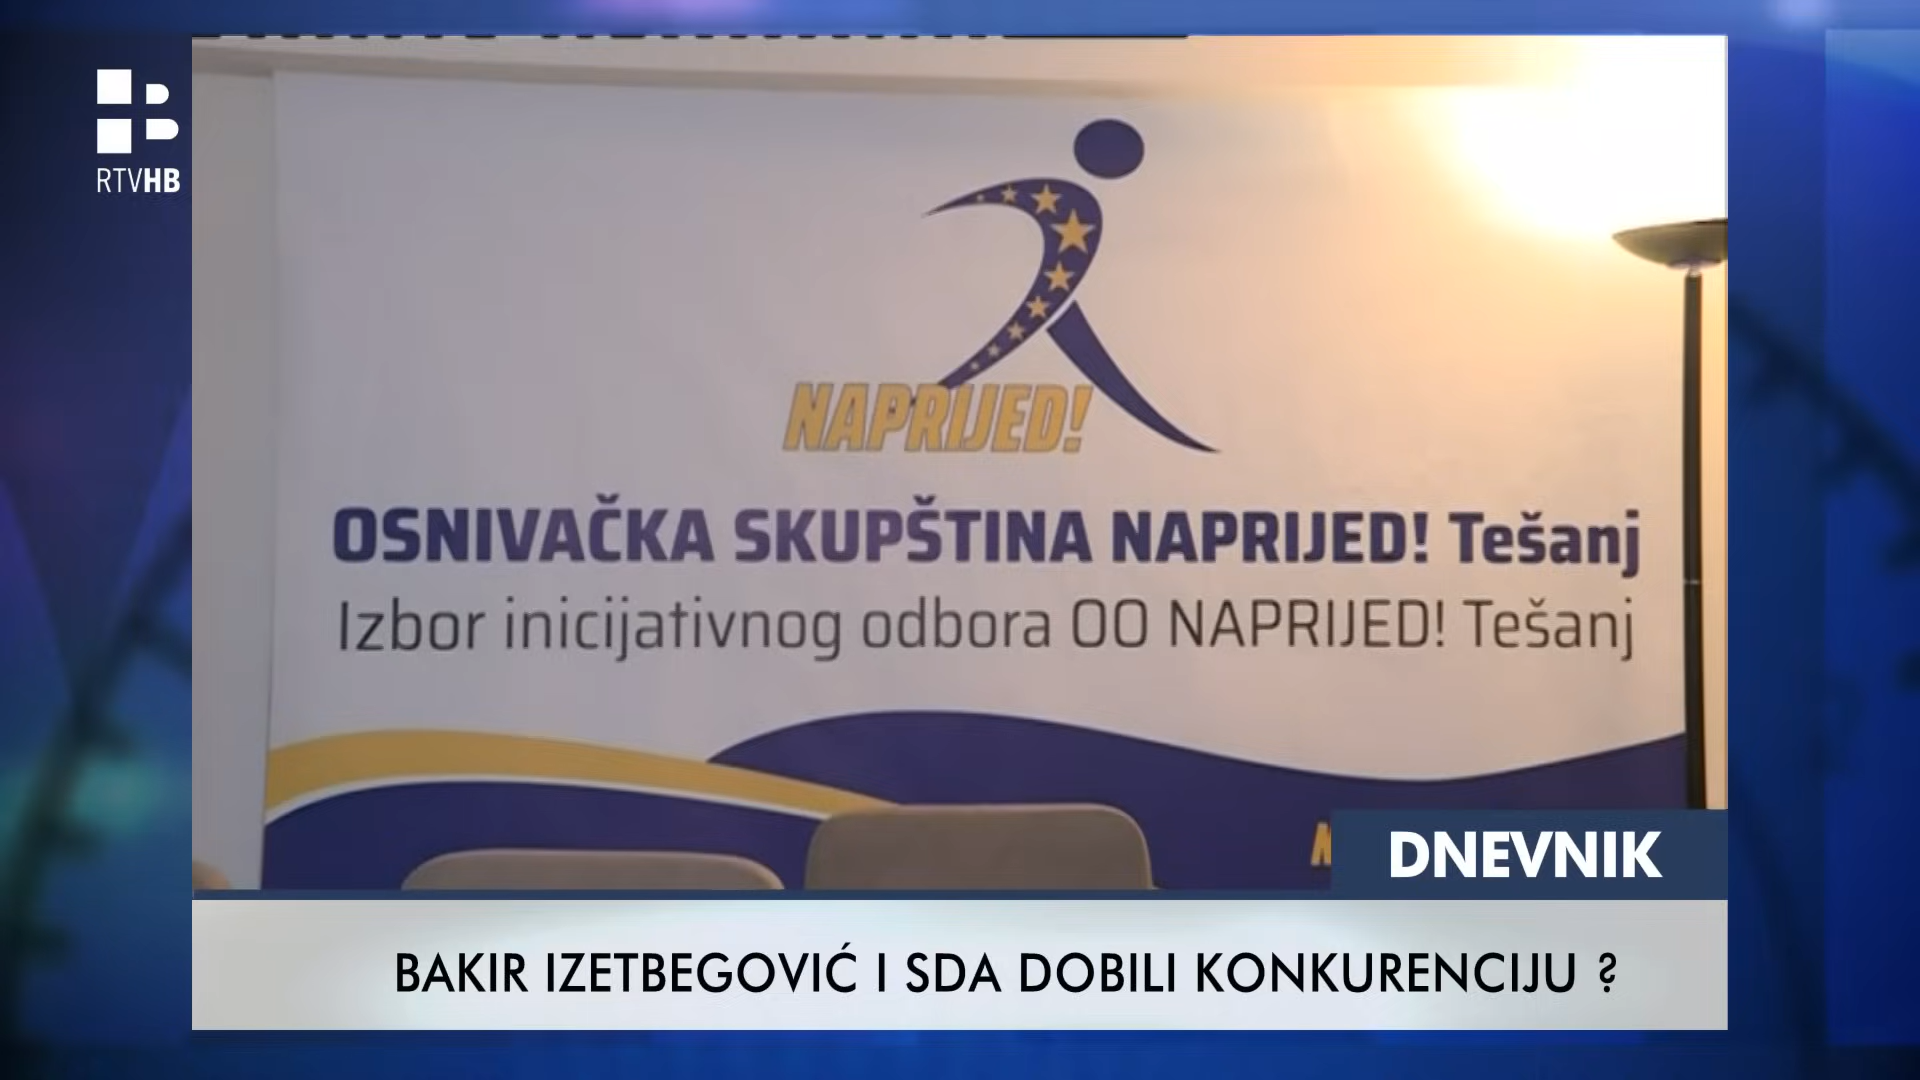 RTVHB
NAPRIJED!
OSNIVAČKA SKUPŠTINA NAPRIJED! Tešanj
Izbor inicijativnog odbora OO NAPRIJED! Tešanj
DNEVNIK
BAKIR IZETBEGOVIĆ I SDA DOBILI KONKURENCIJU ?